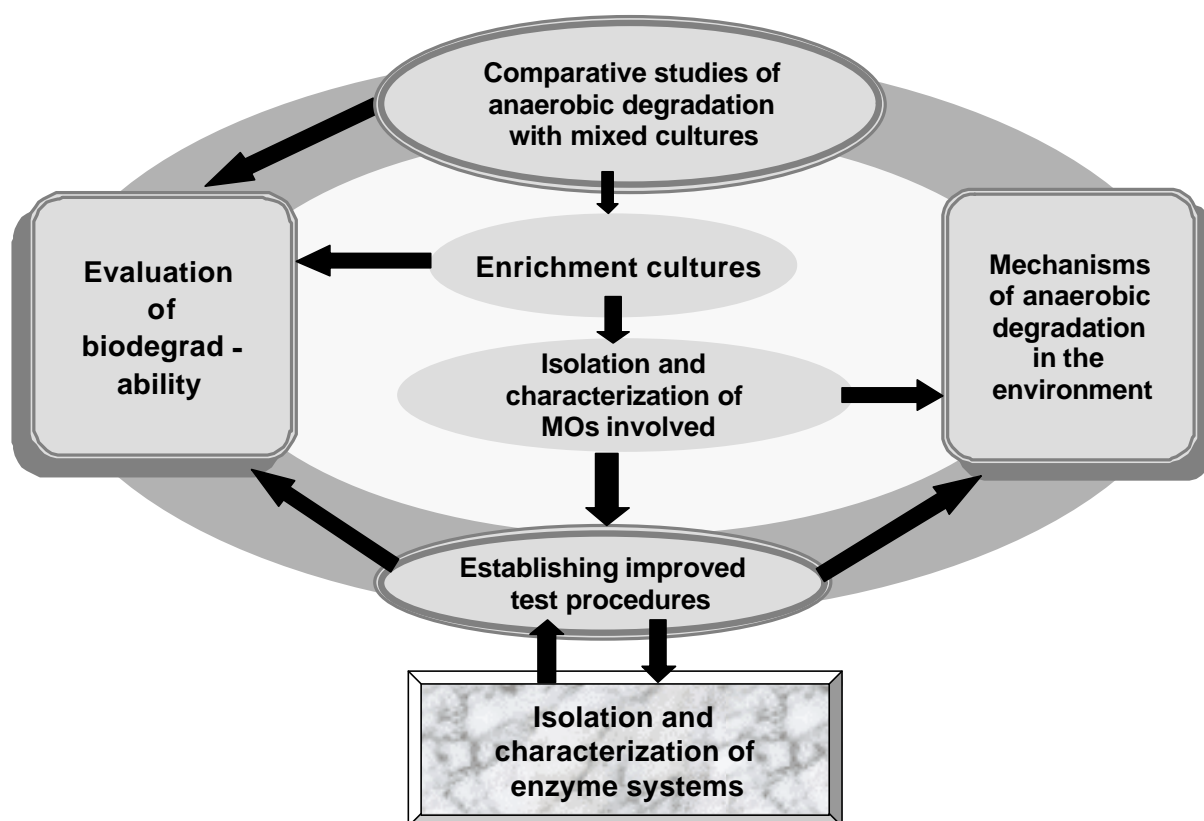 Comparative studies of
anaerobic degradation
with mixed cultures
Evaluation
of
biodegrad -
ability
Enrichment cultures
Mechanisms
of anaerobic
degradation
in the
environment
Isolation and
characterization of
MOs involved
Establishing improved
test procedures
Isolation and
characterization of
enzyme systems